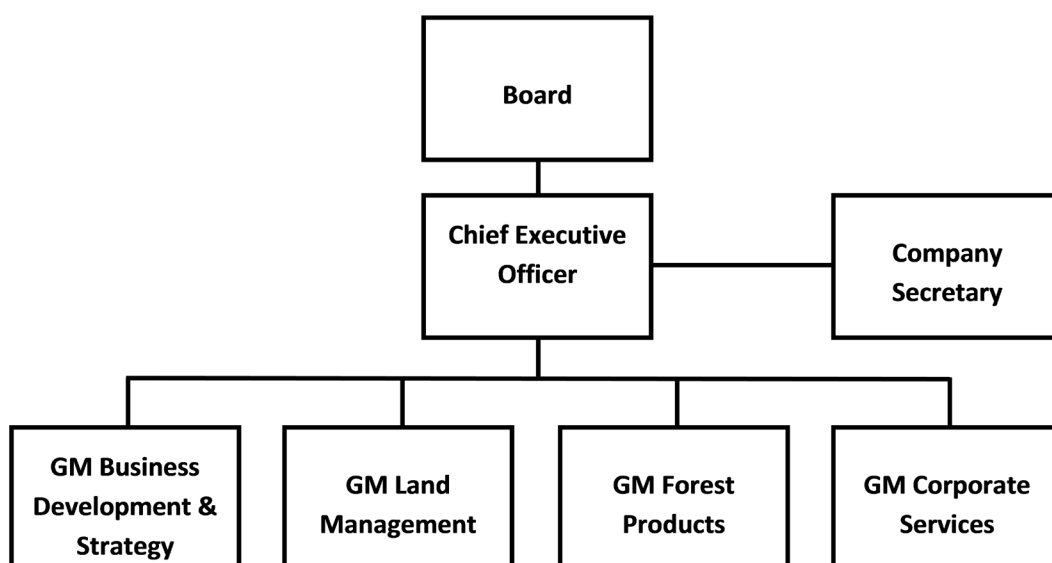 Board
Chief Executive
Officer
Company
Secretary
GM Business
Development &
Strategy
GM Land
Management
GM Forest
Products
GM Corporate
Services